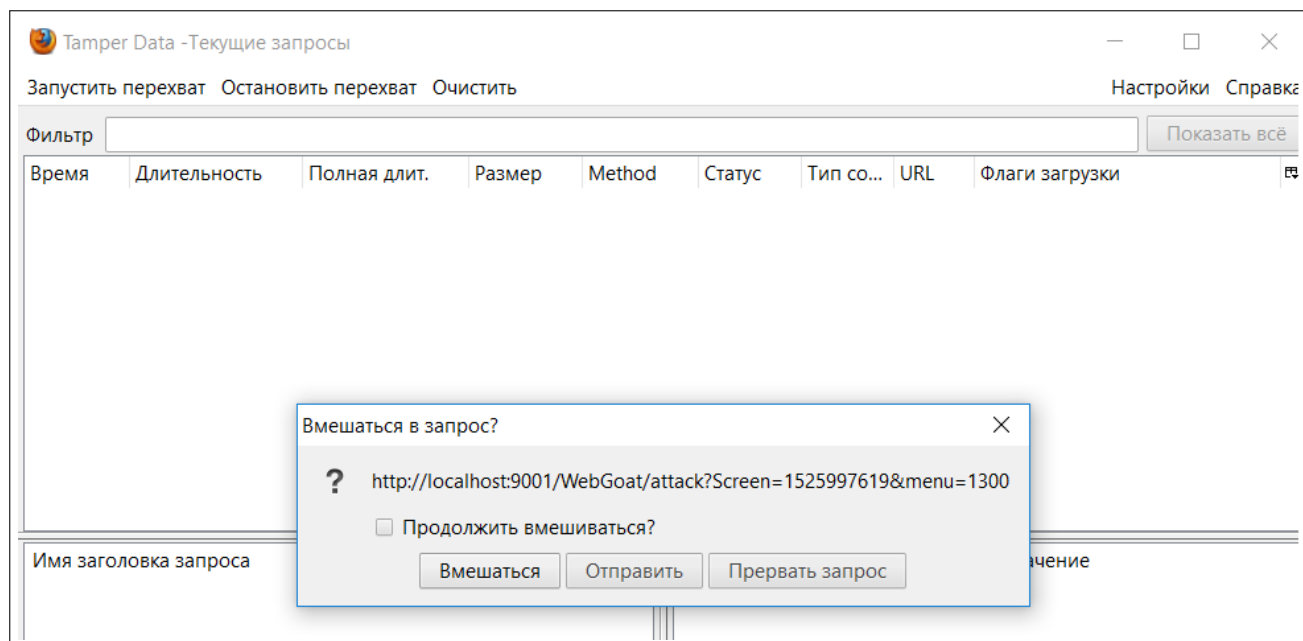 Tamper Data -Текущие запросы
Запустить перехват Остановить перехват Очистить Настройки Справка
Фильтр Показать всё
Время Длительность Полная длит. Размер Method Статус Тип со... URL Флаги загрузки
Вмешаться в запрос?
? http://localhost:9001/WebGoat/attack?Screen=1525997619&menu=1300
Продолжить вмешиваться?
Вмешаться Отправить Прервать запрос
Имя заголовка запроса ачение